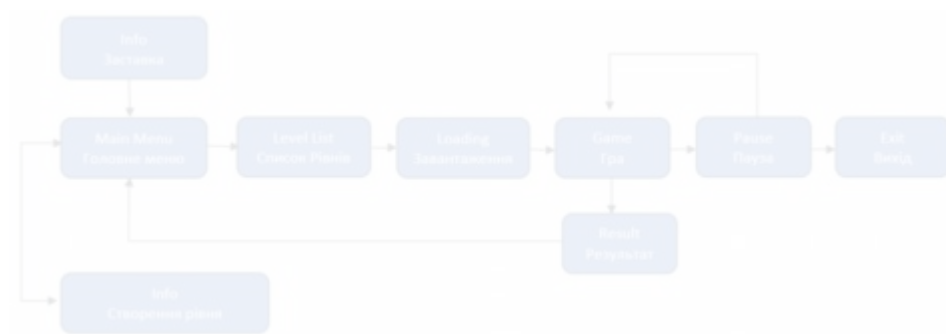 Info
Заставка
Main Menu
Головне меню
Level List
Список Рівнів
Loading
Завантаження
Game
Гра
Pause
Пауза
Exit
Вихід
Result
Результат
Info
Створення рівня